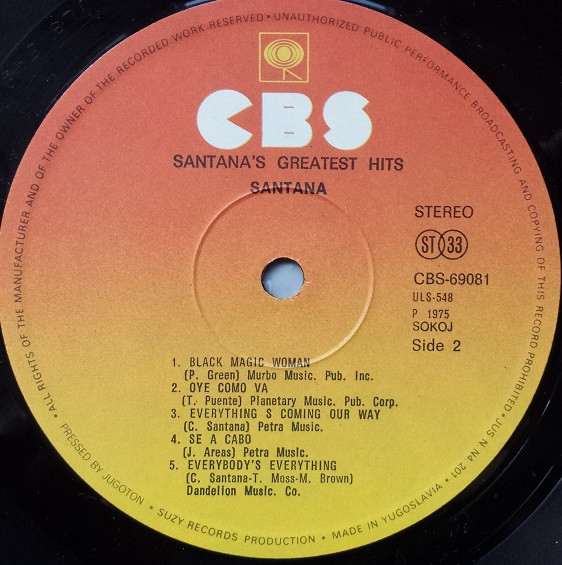 ALL RIGHTS OF THE MANUFACTURER AND OF THE OWNER OF THE RECORDED WORK RESERVED • UNAUTHORIZED PUBLIC PERFORMANCE BROADCASTING AND COPYING OF THIS RECORD PROHIBITED • JUS N N4. 201
CBS
SANTANA'S GREATEST HITS
SANTANA
STEREO
ST 33
CBS-69081
ULS-548
P 1975
SOKOJ
Side 2
1. BLACK MAGIC WOMAN
(P. Green) Murbo Music. Pub. Inc.
2. OYE COMO VA
(T. Puente) Planetary Music. Pub. Corp.
3. EVERYTHING S COMING OUR WAY
(C. Santana) Petra Music.
4. SE A CABO
(J. Areas) Petra Music.
5. EVERYBODY'S EVERYTHING
(C. Santana-T. Moss-M. Brown)
Dandelion Music. Co.
PRESSED BY JUGOTON • SUZY RECORDS PRODUCTION • MADE IN YUGOSLAVIA •